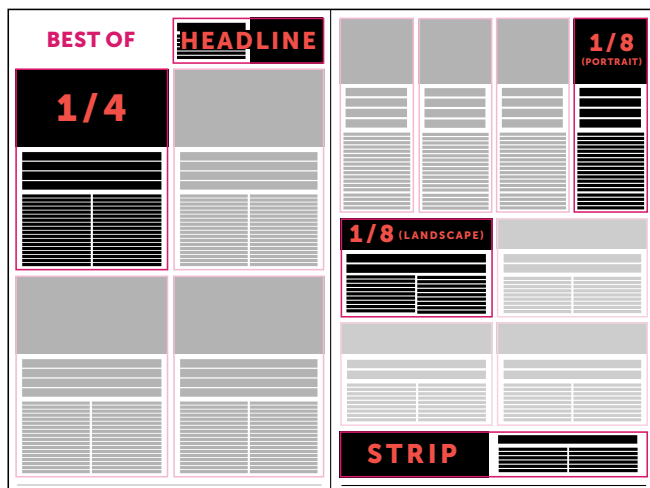 BEST OF
HEADLINE
1/4
1/8
(PORTRAIT)
1/8 (LANDSCAPE)
STRIP